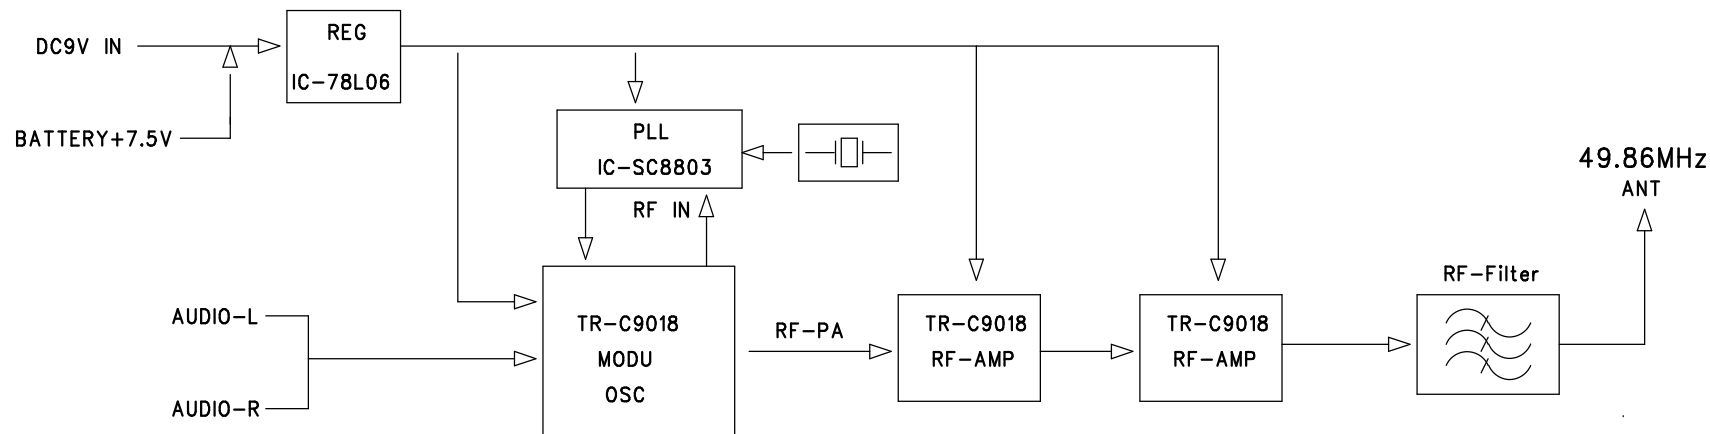 REG
DC9V IN
IC-78L06
BATTERY+7.5V
PLL
IC-SC8803
49.86MHz
ANT
RF IN
RF-Filter
AUDIO-L
TR-C9018
MODU
OSC
RF-PA
TR-C9018
RF-AMP
TR-C9018
RF-AMP
AUDIO-R